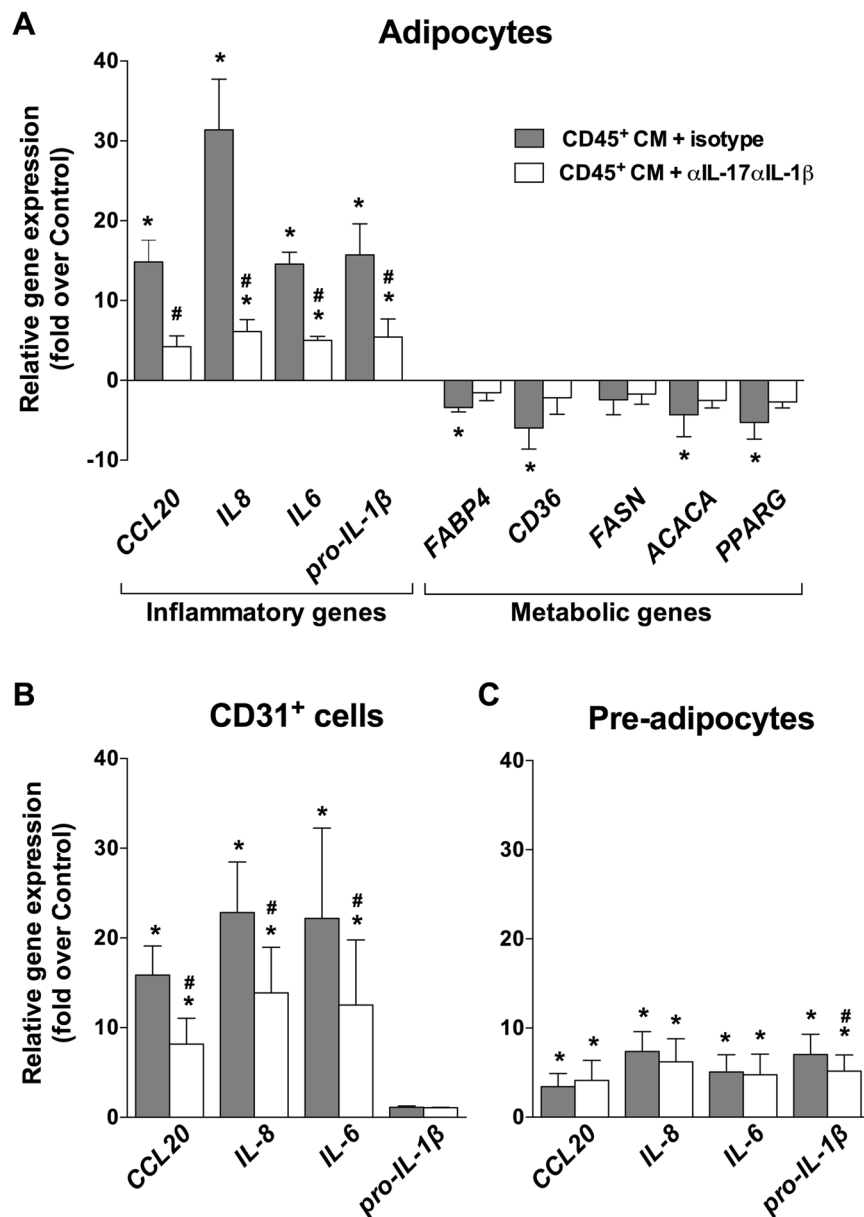 A
Adipocytes
Relative gene expression
(fold over Control)
40
30
20
10
0
-10
CD45+ CM + isotype
CD45+ CM + αIL-17αIL-1β
*
#
*
#
*
*
#
*
*
#
*
*
*
*
*
CCL20
IL8
IL6
pro-IL-1β
FABP4
CD36
FASN
ACACA
PPARG
Inflammatory genes
Metabolic genes
B
CD31+ cells
Relative gene expression
(fold over Control)
40
30
20
10
0
*
#
*
*
#
*
*
#
*
CCL20
IL-8
IL-6
pro-IL-1β
C
Pre-adipocytes
40
30
20
10
0
*
*
*
*
*
*
*
#
*
CCL20
IL-8
IL-6
pro-IL-1β